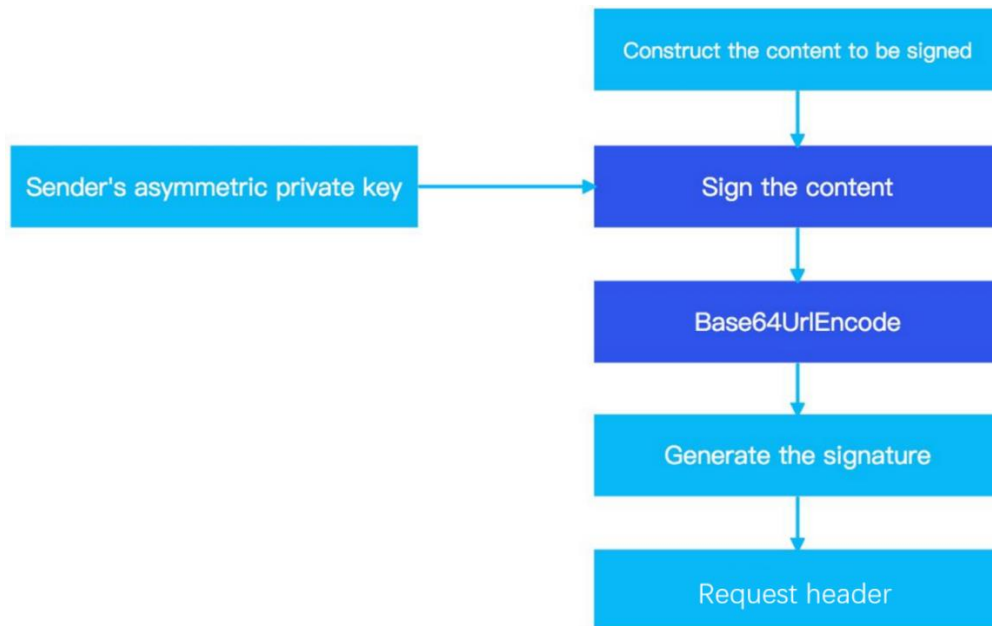 Construct the content to be signed
Sender's asymmetric private key
Sign the content
Base64UrlEncode
Generate the signature
Request header